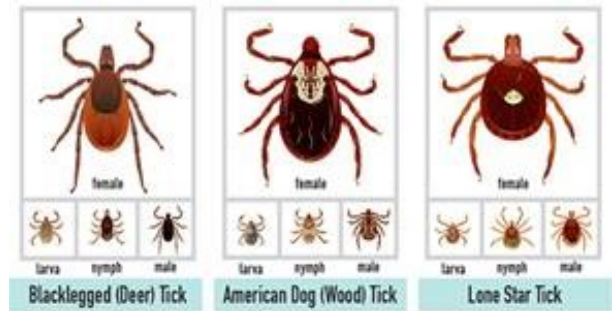 female
larva nymph male
Blacklegged (Deer) Tick
female
larva nymph male
American Dog (Wood) Tick
female
larva nymph male
Lone Star Tick